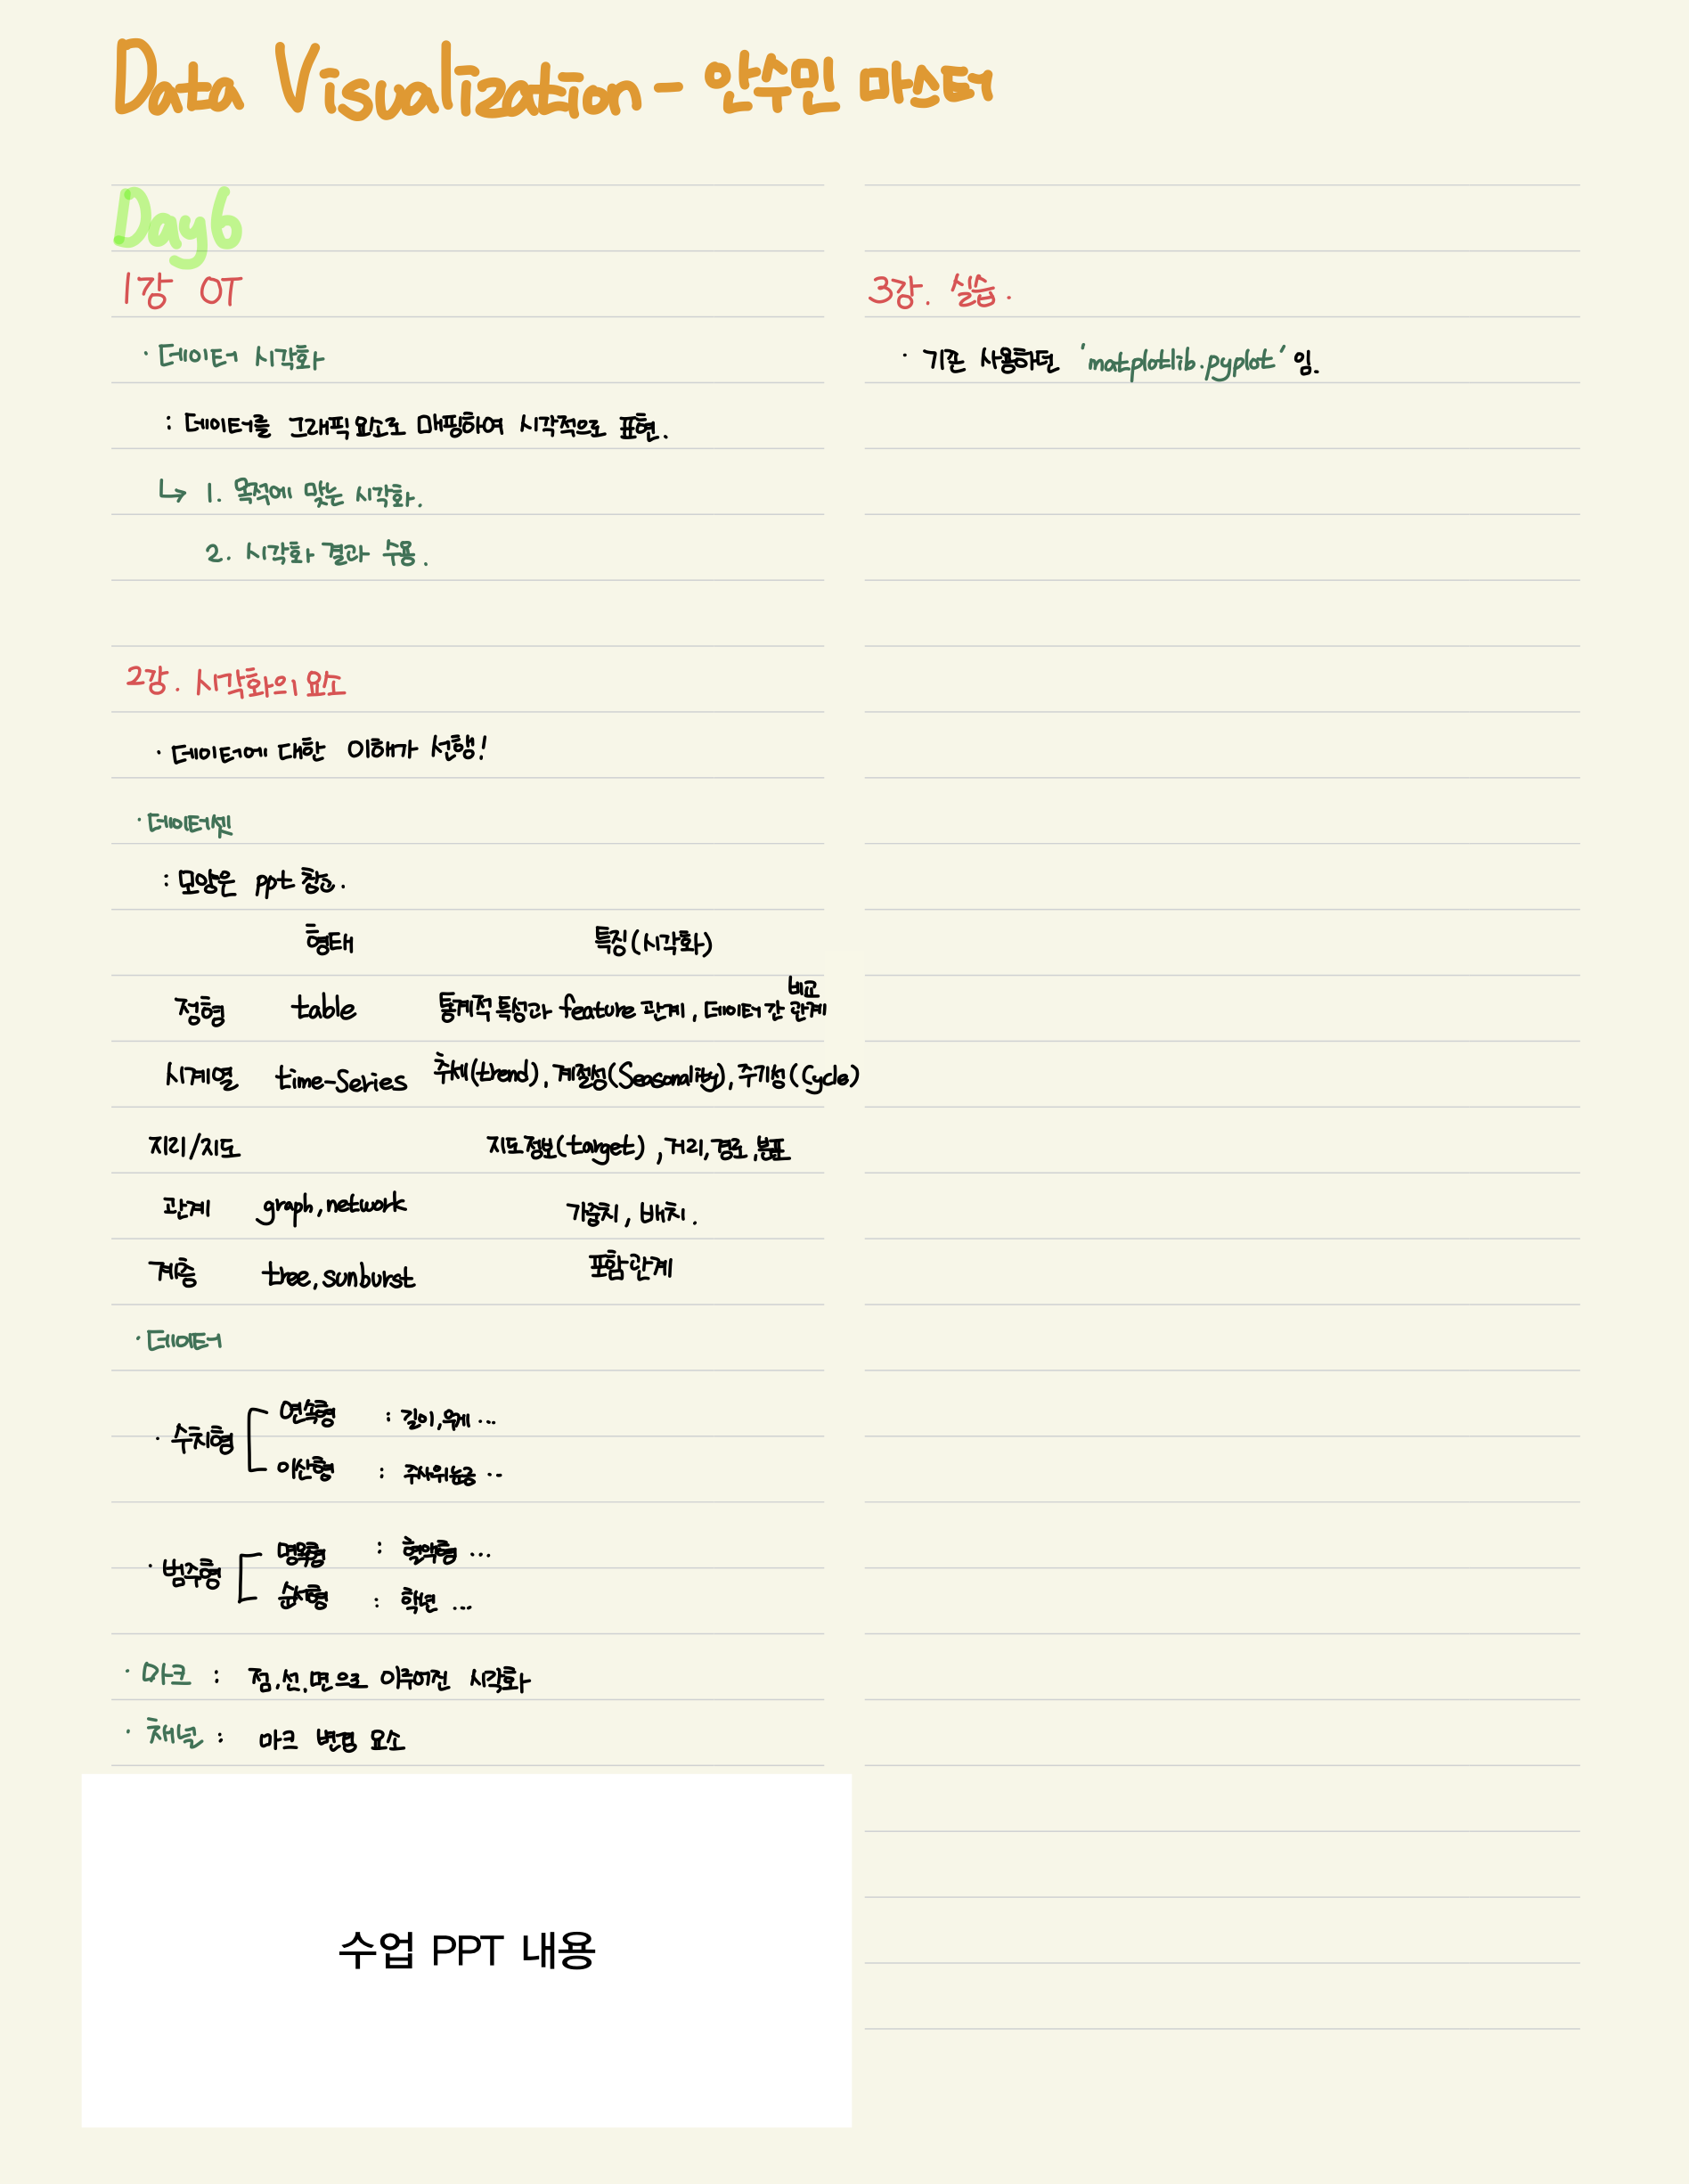 Data Visualization - 안수민 마스터
Day6
1강 OT
· 데이터 시각화
: 데이터를 그래픽 요소로 매핑하여 시각적으로 표현.
↳ 1. 목적에 맞는 시각화.
2. 시각화 결과 수용.
2강. 시각화의 요소
· 데이터에 대한 이해가 선행!
· 데이터셋
: 모양은 ppt 참고.
형태 특징(시각화)
비교
정형 table 통계적 특성과 feature 관계, 데이터 간 관계
시계열 time-Series 추세(trend), 계절성(Seasonality), 주기성(Cycle)
지리/지도 지도 정보(target), 거리, 경로, 분포
관계 graph, network 가중치, 배치.
계층 tree, sunburst 포함관계
· 데이터
연속형 : 길이, 무게 ...
· 수치형
이산형 : 주사위눈금 ..
명목형 : 혈액형 ...
· 범주형
순서형 : 학년 ...
· 마크 : 점, 선, 면으로 이루어진 시각화
· 채널 : 마크 변형 요소
수업 PPT 내용
3강. 실습.
· 기존 사용하던 'matplotlib.pyplot' 임.